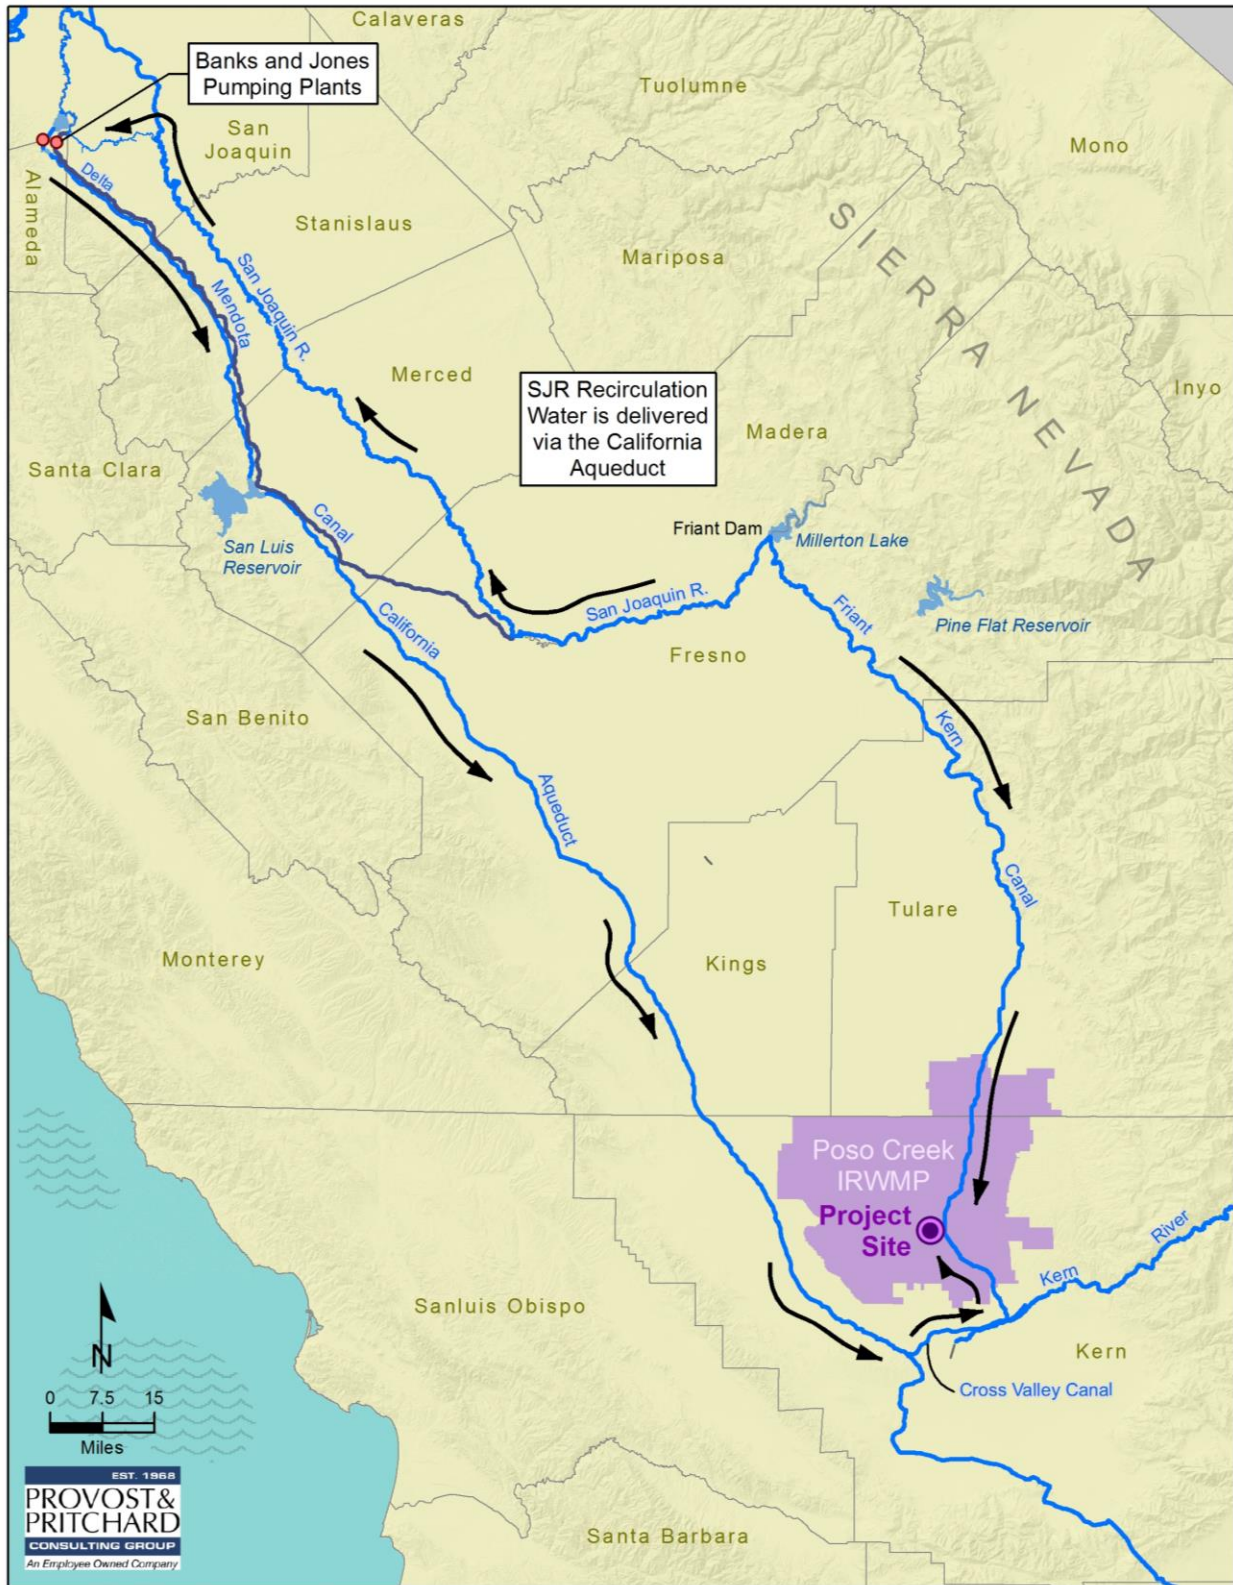 Calaveras
Banks and Jones
Pumping Plants
Tuolumne
San
Joaquin
Mono
Alameda
Delta
Stanislaus
SIERRA NEVADA
Mariposa
San Joaquin R.
Mendota
Merced
Inyo
SJR Recirculation
Water is delivered
via the California
Aqueduct
Madera
Santa Clara
Canal
Friant Dam
Millerton Lake
San Luis
Reservoir
San Joaquin R.
Friant
Pine Flat Reservoir
California
Fresno
San Benito
Kern
Aqueduct
Canal
Tulare
Monterey
Kings
Poso Creek
IRWMP
Project
Site
River
Kern
Sanluis Obispo
Kern
N
Cross Valley Canal
0 7.5 15
Miles
EST. 1968
PROVOST&
PRITCHARD
CONSULTING GROUP
An Employee Owned Company
Santa Barbara